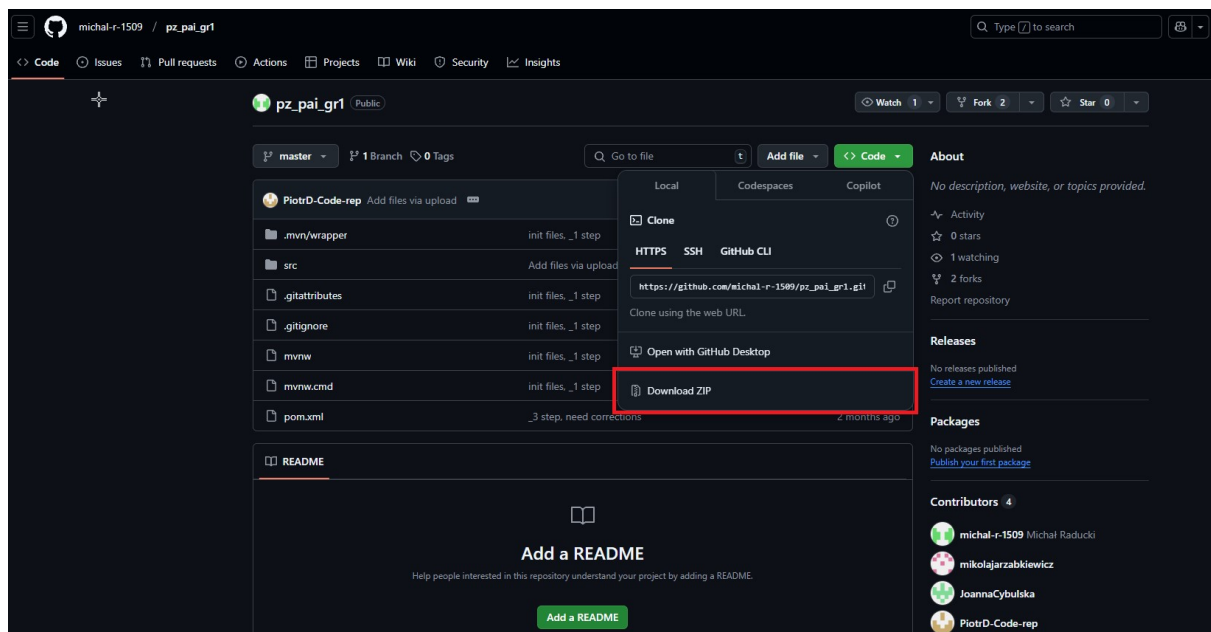 michal-r-1509 / pz_pai_gr1
Type / to search
Code Issues Pull requests Actions Projects Wiki Security Insights
pz_pai_gr1 Public
Watch 1 Fork 2 Star 0
master 1 Branch 0 Tags Go to file t Add file Code
Local Codespaces Copilot
PiotrD-Code-rep Add files via upload
Clone
HTTPS SSH GitHub CLI
https://github.com/michal-r-1509/pz_pai_gr1.git
Clone using the web URL.
Open with GitHub Desktop
Download ZIP
.mvn/wrapper init files, _1 step
src Add files via upload
.gitattributes init files, _1 step
.gitignore init files, _1 step
mvnw init files, _1 step
mvnw.cmd init files, _1 step
pom.xml _3 step, need corrections 2 months ago
README
Add a README
Help people interested in this repository understand your project by adding a README.
Add a README
About
No description, website, or topics provided.
Activity
0 stars
1 watching
2 forks
Report repository
Releases
No releases published
Create a new release
Packages
No packages published
Publish your first package
Contributors 4
michal-r-1509 Michał Raducki
mikolajarzabkiewicz
JoannaCybulska
PiotrD-Code-rep